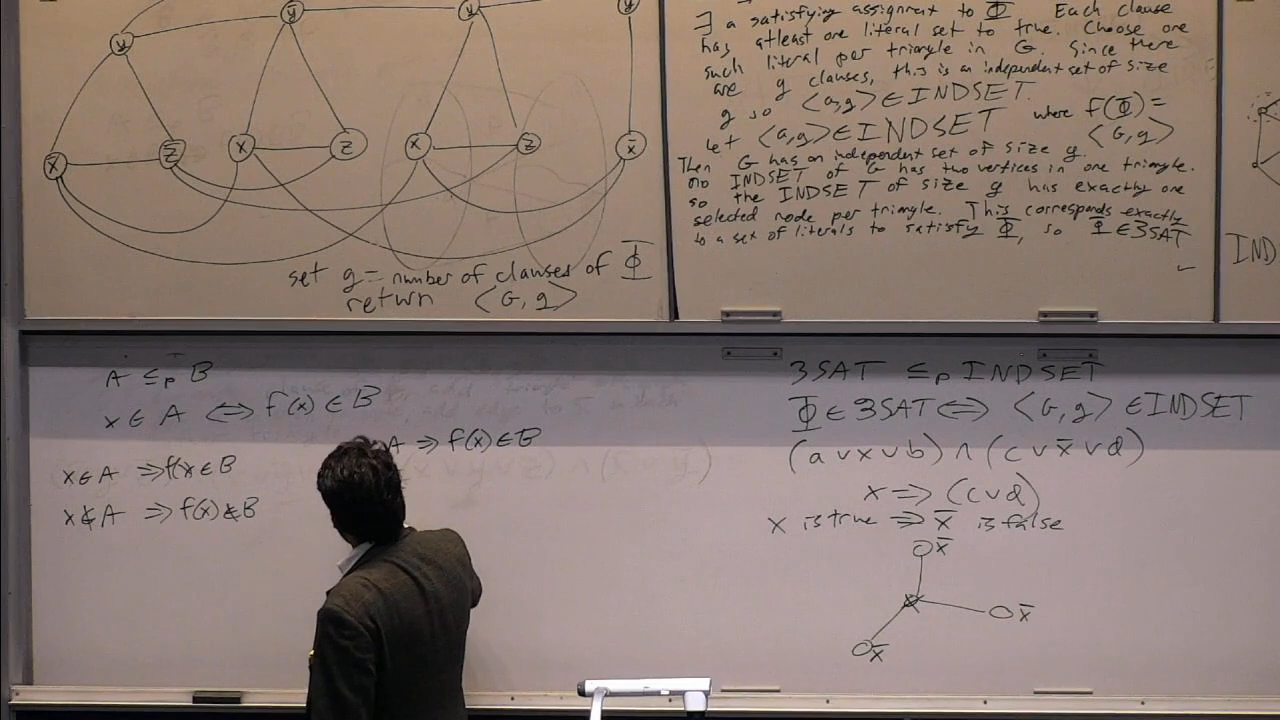 y
ȳ
y
ȳ
x̄
z̄
x
z
x
z
x̄
set g = number of clauses of Φ
return ⟨G, g⟩
∃ a satisfying assignment to Φ. Each clause
has atleast one literal set to true. Choose one
such literal per triangle in G. Since there
are g clauses, this is an independent set of size
g so ⟨G, g⟩ ∈ INDSET.
Let ⟨G, g⟩ ∈ INDSET where f(Φ) = ⟨G, g⟩
Then G has an independent set of size g.
no INDSET of G has two vertices in one triangle.
so the INDSET of size g has exactly one
selected node per triangle. This corresponds exactly
to a set of literals to satisfy Φ, so Φ ∈ 3SAT
✓
IND
A ≤p B
x ∈ A ⟺ f(x) ∈ B
A ⇒ f(x) ∈ B
x ∈ A ⇒ f(x ∈ B
x ∉ A ⇒ f(x) ∉ B
3SAT ≤p INDSET
Φ ∈ 3SAT ⟺ ⟨G, g⟩ ∈ INDSET
(a ∨ x ∨ b) ∧ (c ∨ x̄ ∨ d)
x ⇒ (c ∨ d)
x is true ⇒ x̄ is false
x̄
x
x̄
x̄